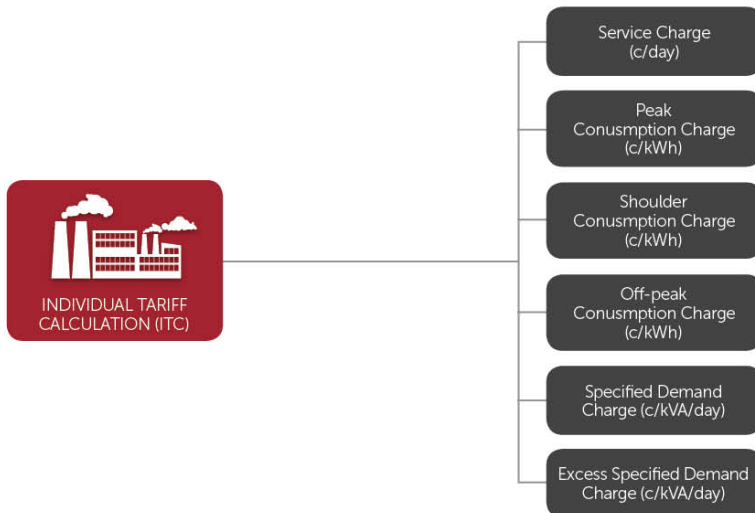 Service Charge
(c/day)
Peak
Conusmption Charge
(c/kWh)
Shoulder
Conusmption Charge
(c/kWh)
INDIVIDUAL TARIFF
CALCULATION (ITC)
Off-peak
Conusmption Charge
(c/kWh)
Specified Demand
Charge (c/kVA/day)
Excess Specified Demand
Charge (c/kVA/day)